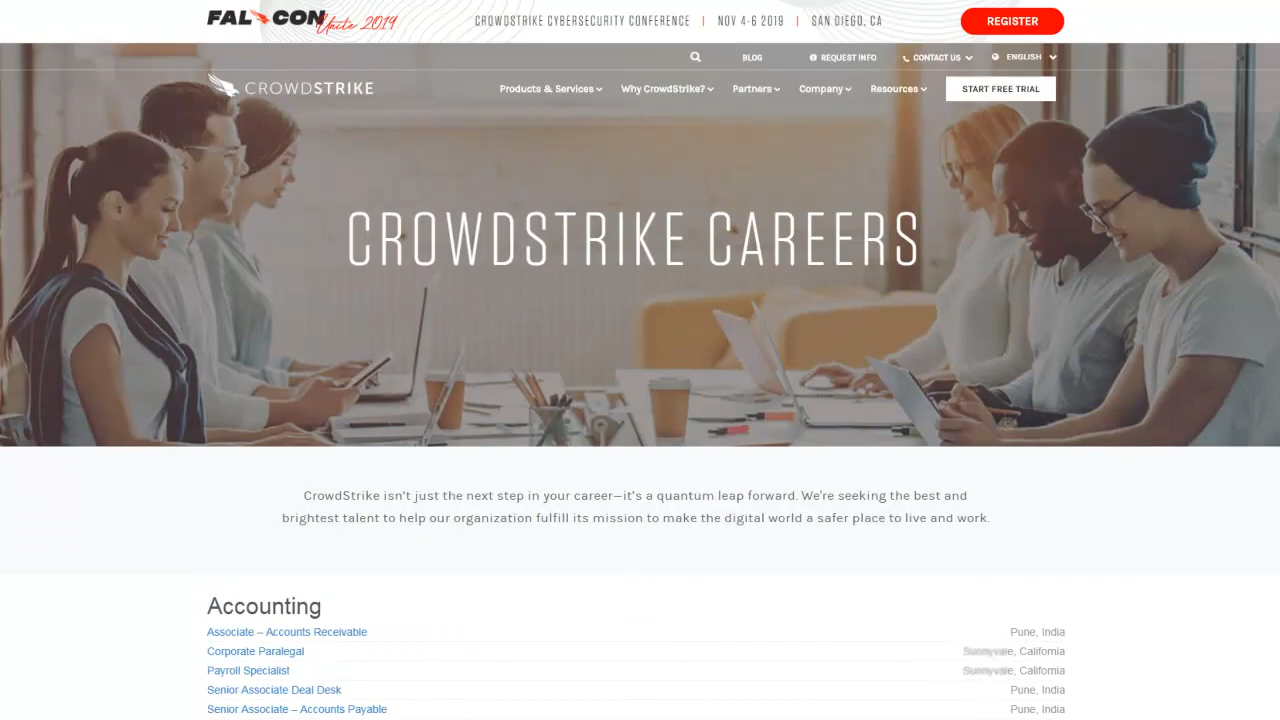 FAL CON Unite 2019
CROWDSTRIKE CYBERSECURITY CONFERENCE | NOV 4-6 2019 | SAN DIEGO, CA
REGISTER
BLOG
REQUEST INFO
CONTACT US
ENGLISH
CROWDSTRIKE
Products & Services
Why CrowdStrike?
Partners
Company
Resources
START FREE TRIAL
CROWDSTRIKE CAREERS
CrowdStrike isn't just the next step in your career—it's a quantum leap forward. We're seeking the best and
brightest talent to help our organization fulfill its mission to make the digital world a safer place to live and work.
Accounting
Associate – Accounts Receivable Pune, India
Corporate Paralegal Sunnyvale, California
Payroll Specialist Sunnyvale, California
Senior Associate Deal Desk Pune, India
Senior Associate – Accounts Payable Pune, India